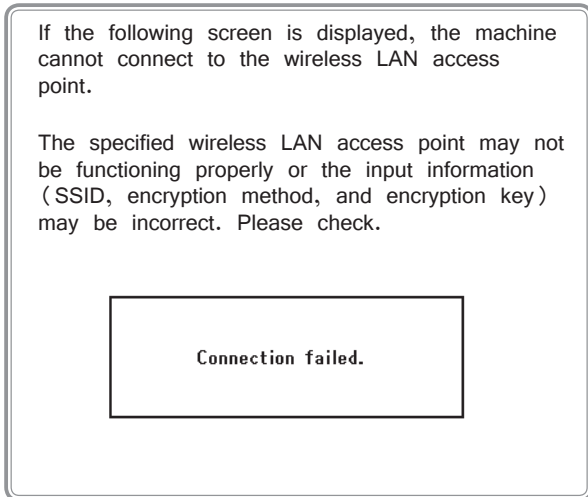 If the following screen is displayed, the machine
cannot connect to the wireless LAN access
point.
The specified wireless LAN access point may not
be functioning properly or the input information
(SSID, encryption method, and encryption key)
may be incorrect. Please check.
Connection failed.